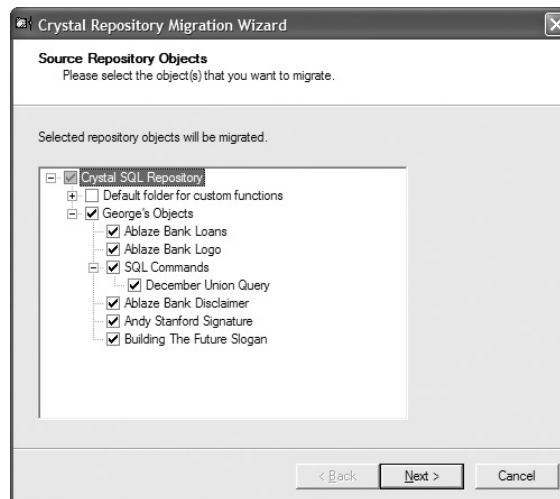 Crystal Repository Migration Wizard
Source Repository Objects
Please select the object(s) that you want to migrate.
Selected repository objects will be migrated.
Crystal SQL Repository
Default folder for custom functions
George's Objects
Ablaze Bank Loans
Ablaze Bank Logo
SQL Commands
December Union Query
Ablaze Bank Disclaimer
Andy Stanford Signature
Building The Future Slogan
< Back Next > Cancel